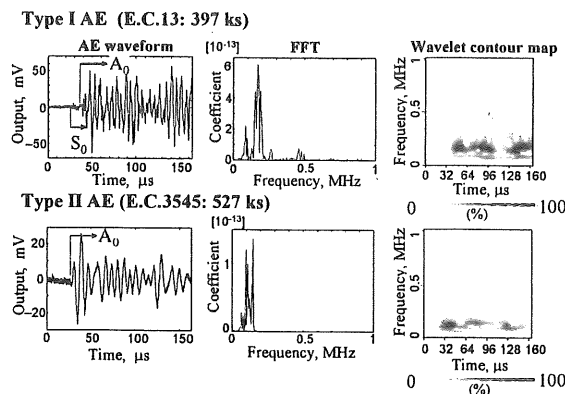 Type I AE (E.C.13: 397 ks)
AE waveform
Output, mV
50
0
−50
A0
S0
0 50 100 150
Time, μs
FFT
[10-13]
Coefficient
6
4
2
0
0 1
Frequency, MHz
Wavelet contour map
Frequency, MHz
1
0.5
0
0 32 64 96 128 160
Time, μs
0 (%) 100
Type II AE (E.C.3545: 527 ks)
Output, mV
20
0
−20
A0
0 50 100 150
Time, μs
[10-13]
Coefficient
1
0
0 1
Frequency, MHz
Frequency, MHz
1
0.5
0
0 32 64 96 128 160
Time, μs
0 (%) 100